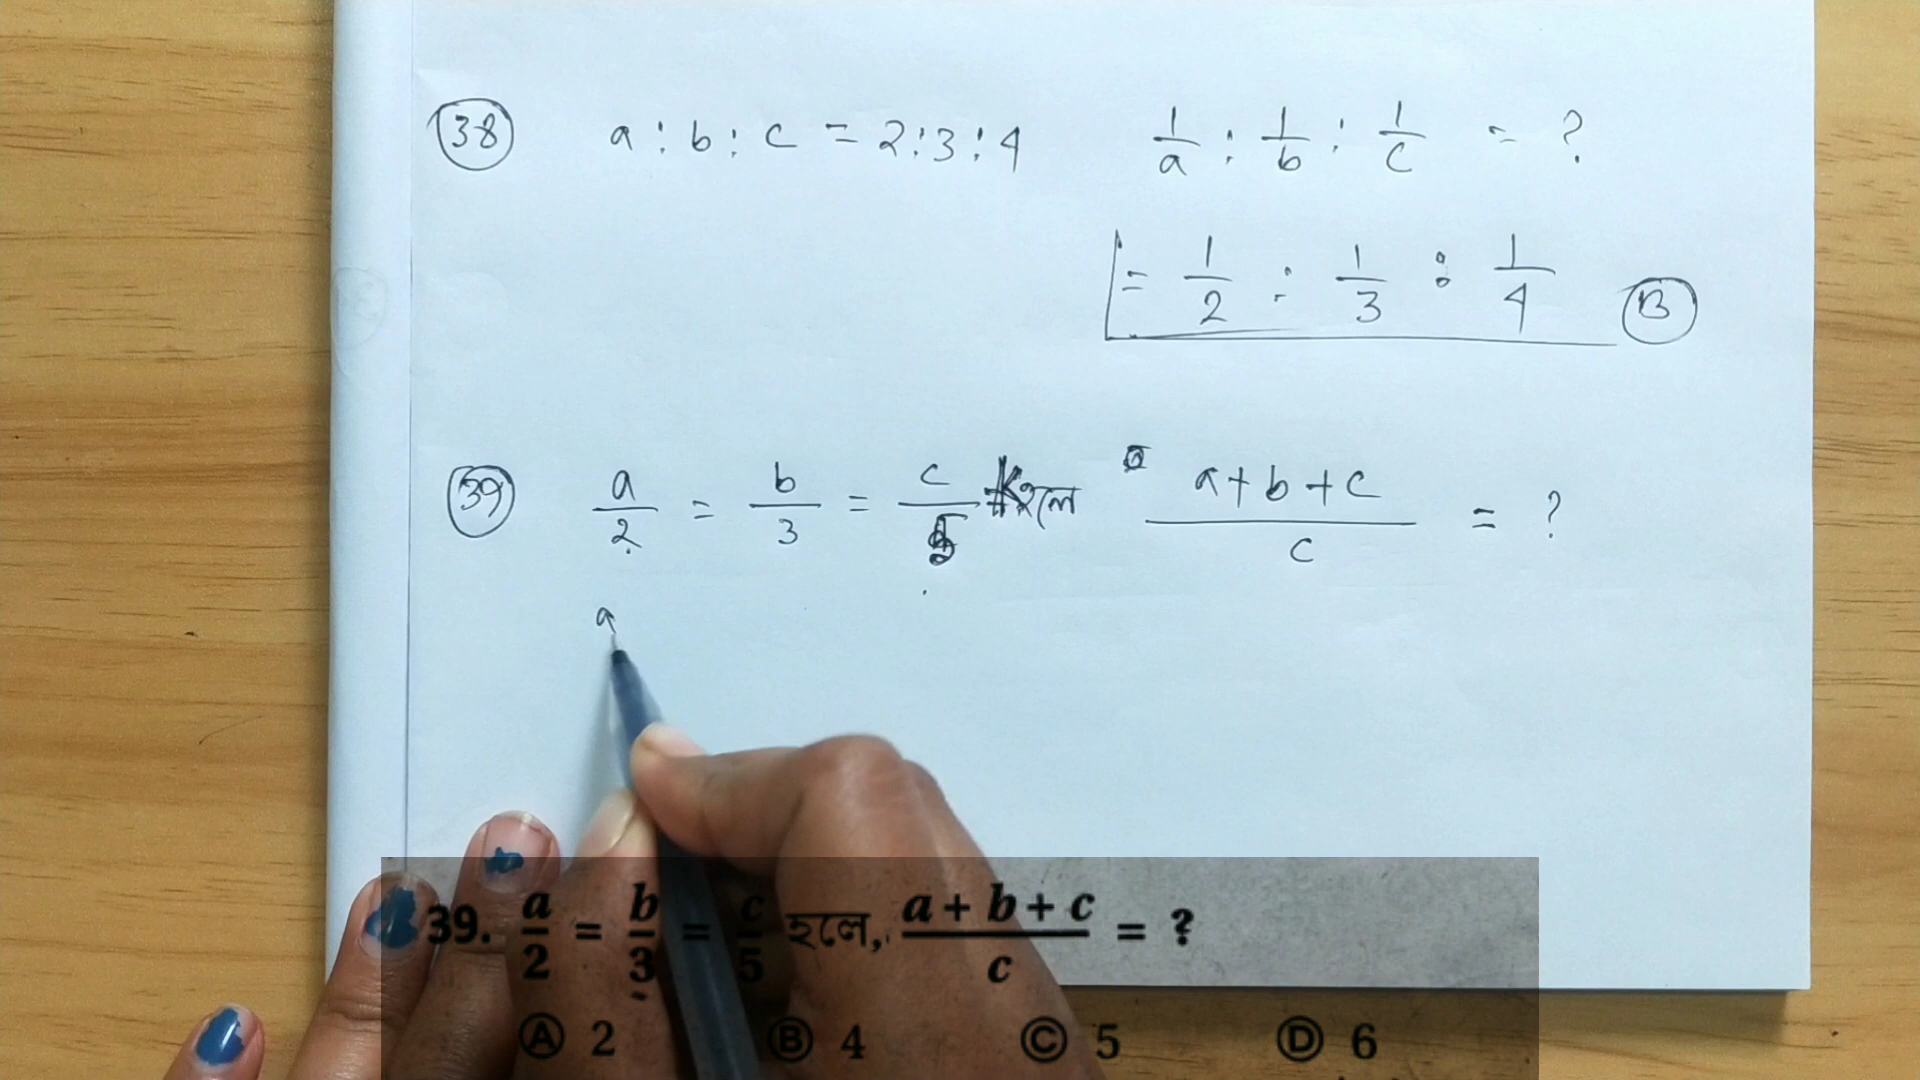 38 a : b : c = 2:3:4 1/a : 1/b : 1/c = ?
= 1/2 : 1/3 : 1/4 B
39 a/2 = b/3 = c/5 হলে a+b+c/c = ?
a
39. a/2 = b/3 = c/5 হলে, a + b + c/c = ?
A 2 B 4 C 5 D 6